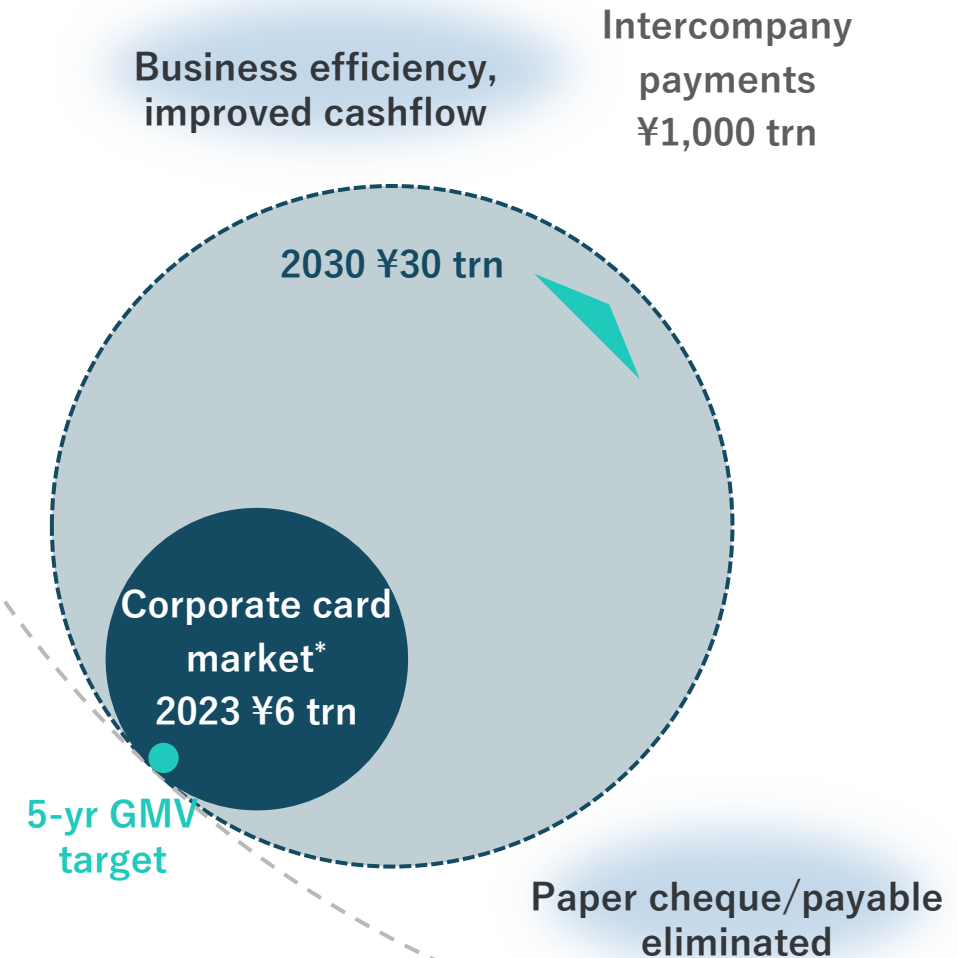 Business efficiency,
improved cashflow
Intercompany
payments
¥1,000 trn
2030 ¥30 trn
Corporate card
market*
2023 ¥6 trn
5-yr GMV
target
Paper cheque/payable
eliminated